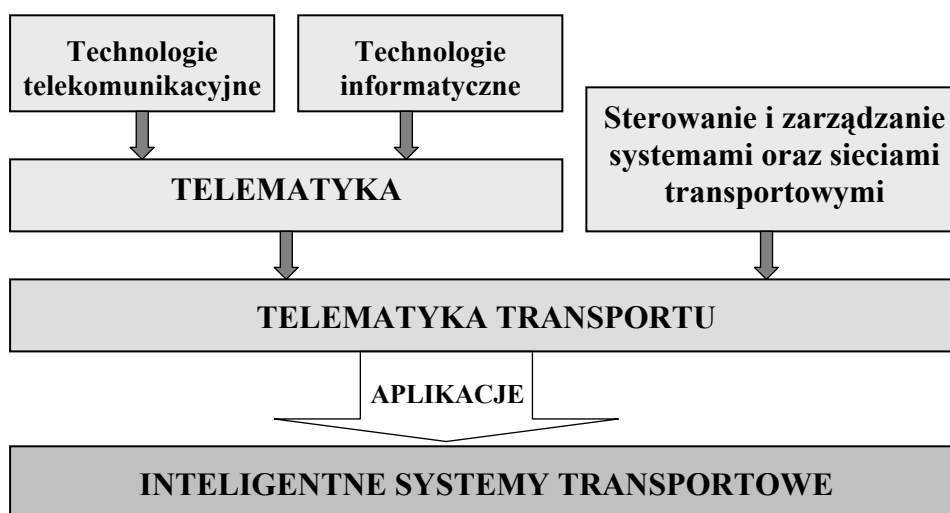 Technologie
telekomunikacyjne
Technologie
informatyczne
Sterowanie i zarządzanie
systemami oraz sieciami
transportowymi
TELEMATYKA
TELEMATYKA TRANSPORTU
APLIKACJE
INTELIGENTNE SYSTEMY TRANSPORTOWE